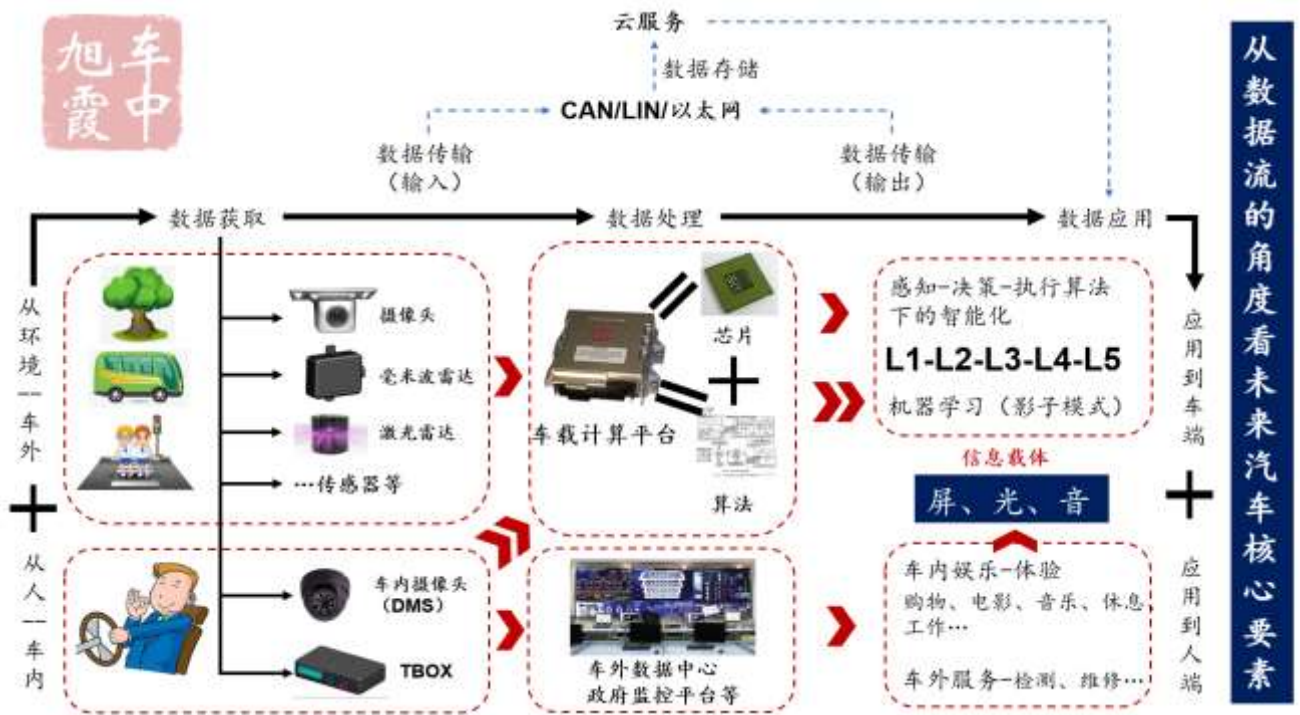 车中
旭霞
云服务
数据存储
CAN/LIN/以太网
数据传输
（输入）
数据传输
（输出）
数据获取
数据处理
数据应用
从环境--车外
摄像头
毫米波雷达
激光雷达
…传感器等
芯片
车载计算平台
算法
感知-决策-执行算法
下的智能化
L1-L2-L3-L4-L5
机器学习（影子模式）
信息载体
屏、光、音
应用到车端
从人--车内
车内摄像头
（DMS）
TBOX
车外数据中心
政府监控平台等
车内娱乐-体验
购物、电影、音乐、休息、
工作…
车外服务-检测、维修…
应用到人端
从数据流的角度看未来汽车核心要素